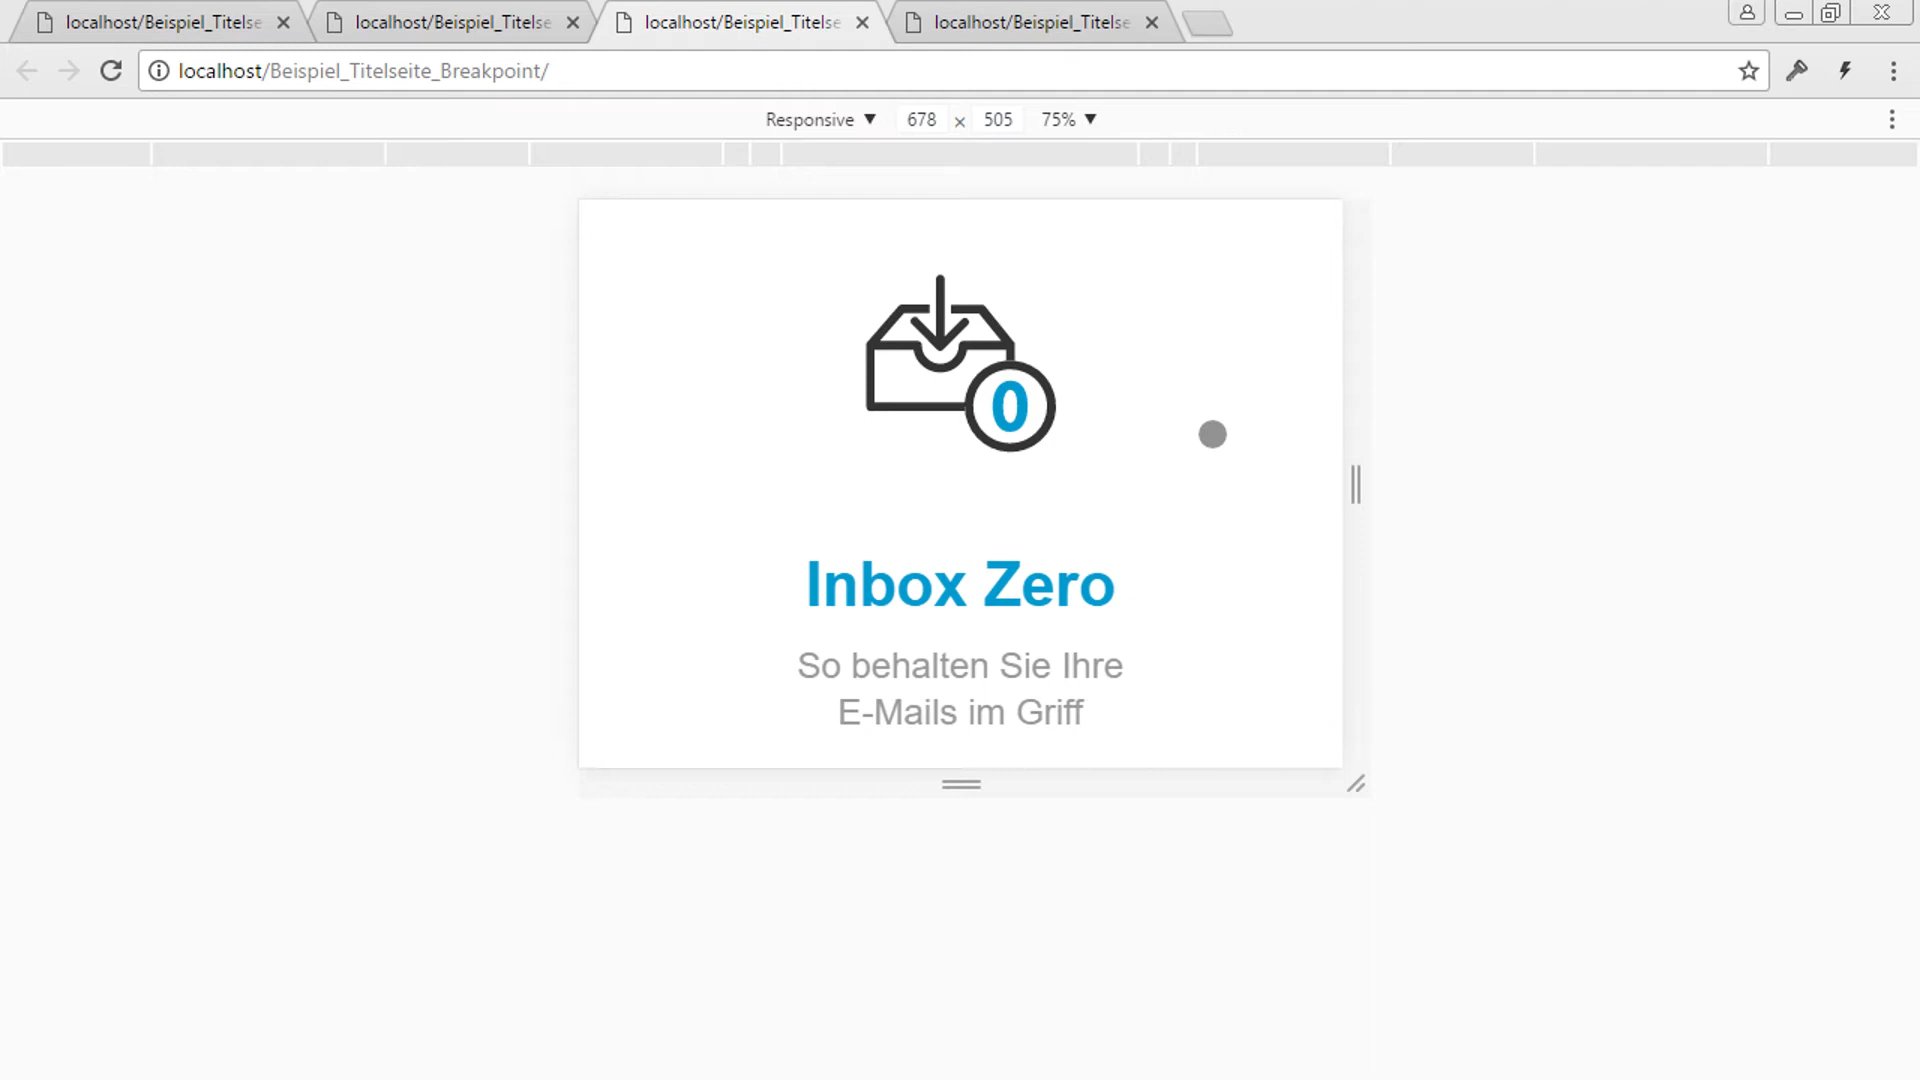 localhost/Beispiel_Titelse
localhost/Beispiel_Titelse
localhost/Beispiel_Titelse
localhost/Beispiel_Titelse
localhost/Beispiel_Titelseite_Breakpoint/
Responsive ▼ 678 x 505 75% ▼
0
Inbox Zero
So behalten Sie Ihre
E-Mails im Griff